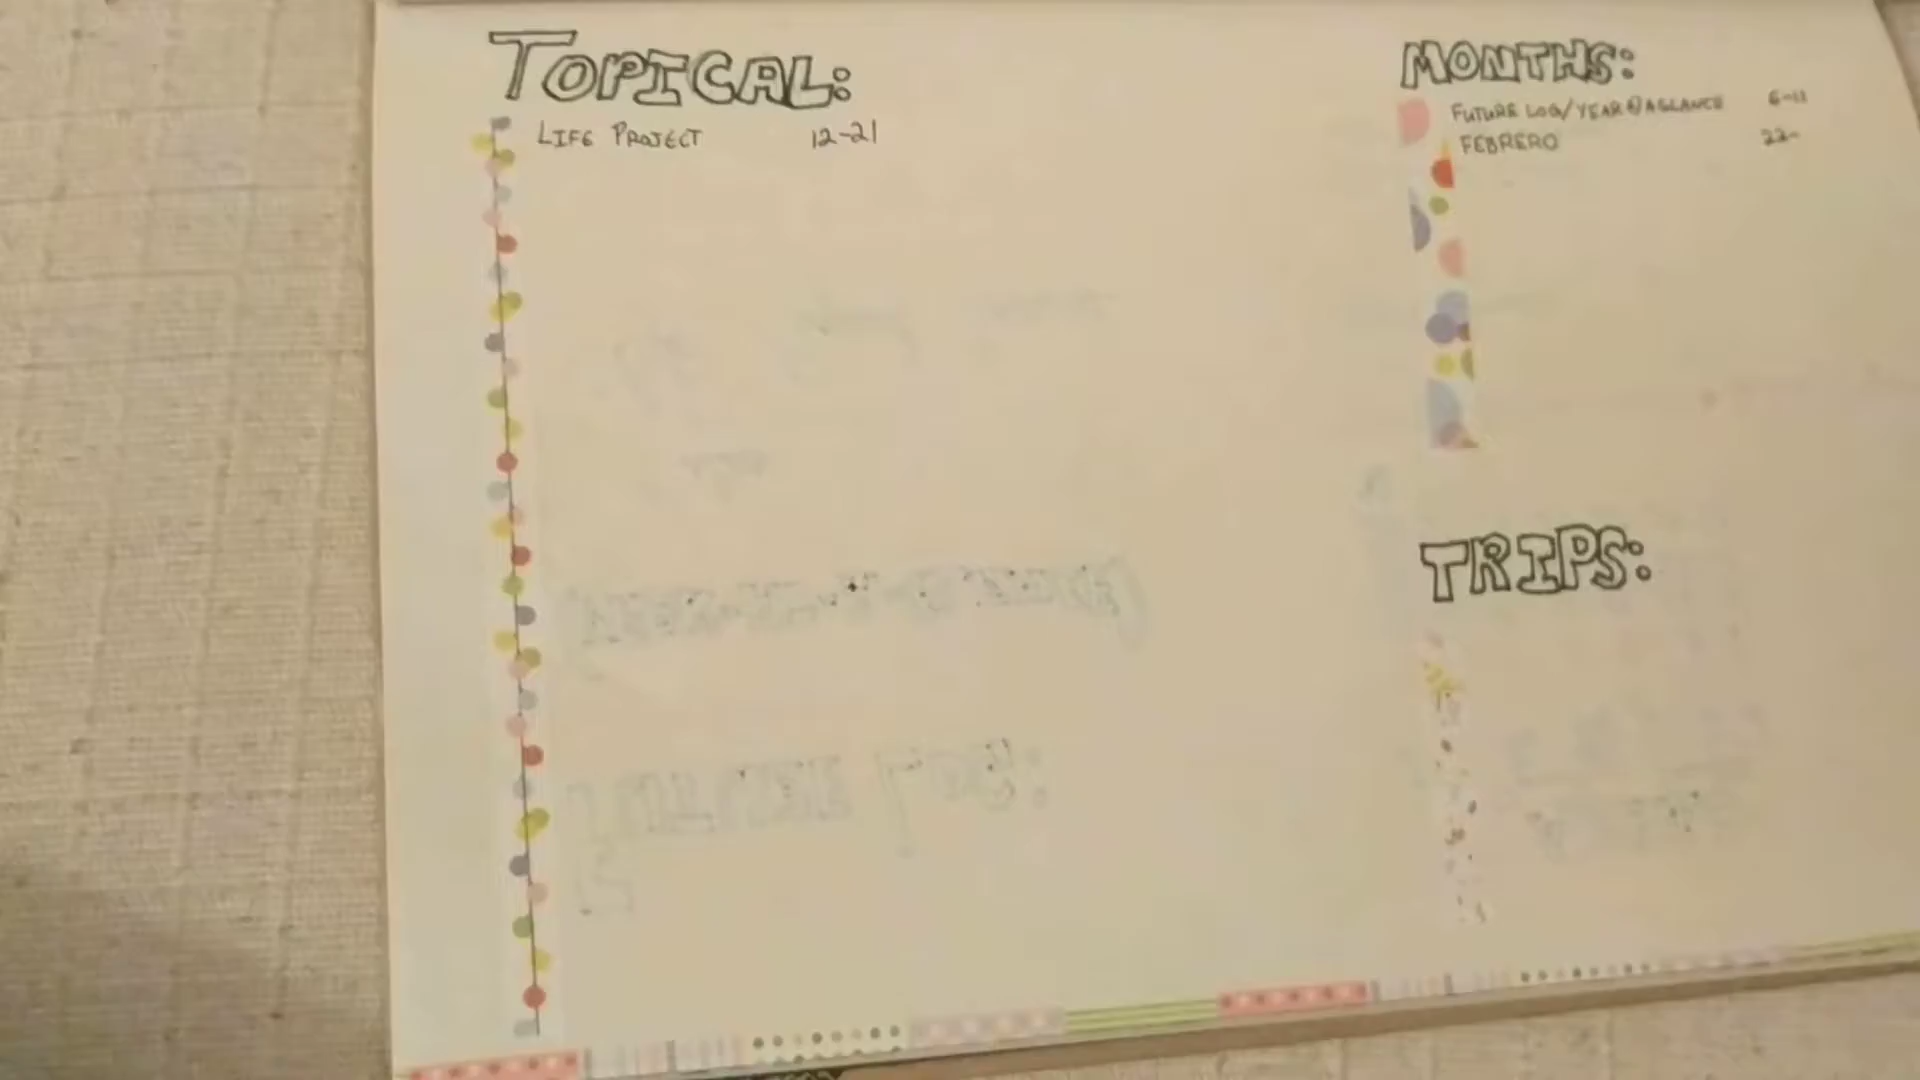 TOPICAL:
LIFE PROJECT 12-21
MONTHS:
FUTURE LOG/YEAR@AGLANCE 6-11
FEBRERO 22-
TRIPS: